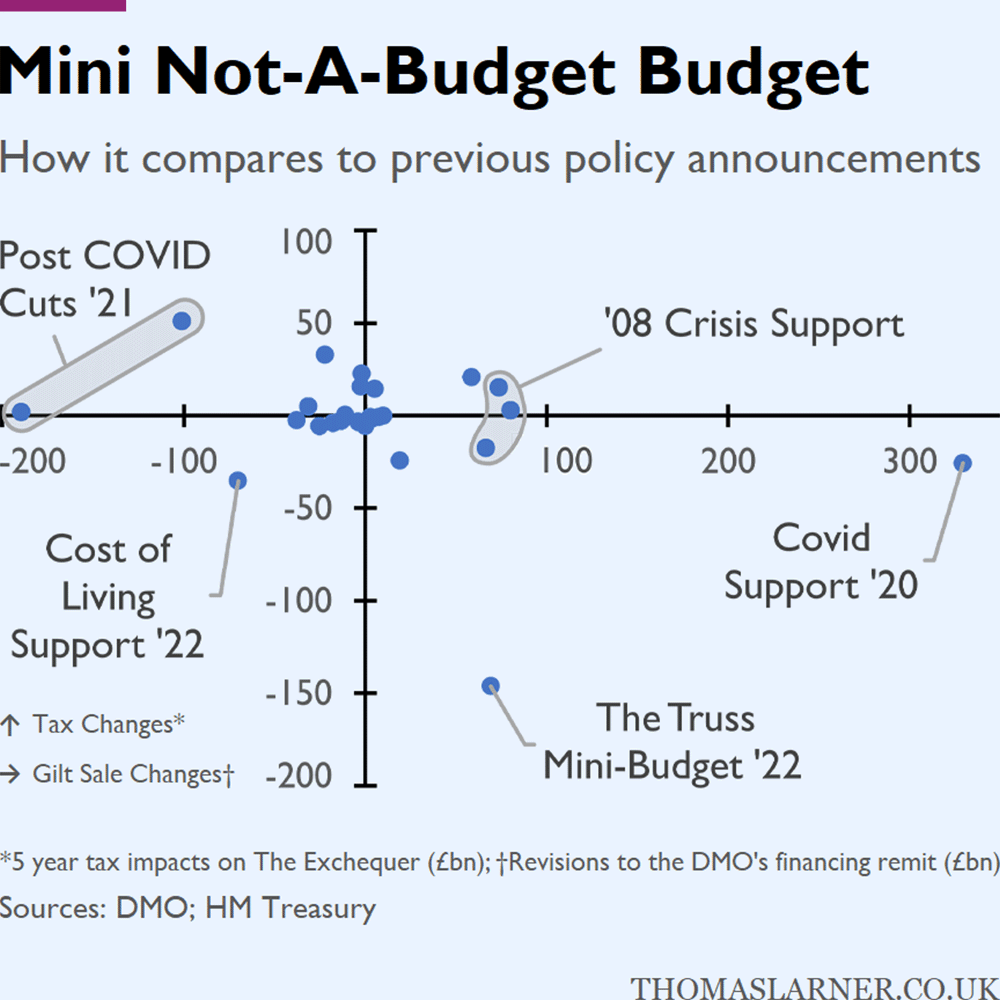 Mini Not-A-Budget Budget
How it compares to previous policy announcements
Post COVID
Cuts '21
100
50
'08 Crisis Support
-200
-100
100
200
300
-50
Cost of
Living
Support '22
Covid
Support '20
-100
-150
The Truss
Mini-Budget '22
↑ Tax Changes*
→ Gilt Sale Changes†
-200
*5 year tax impacts on The Exchequer (£bn); †Revisions to the DMO's financing remit (£bn)
Sources: DMO; HM Treasury
THOMASLARNER.CO.UK